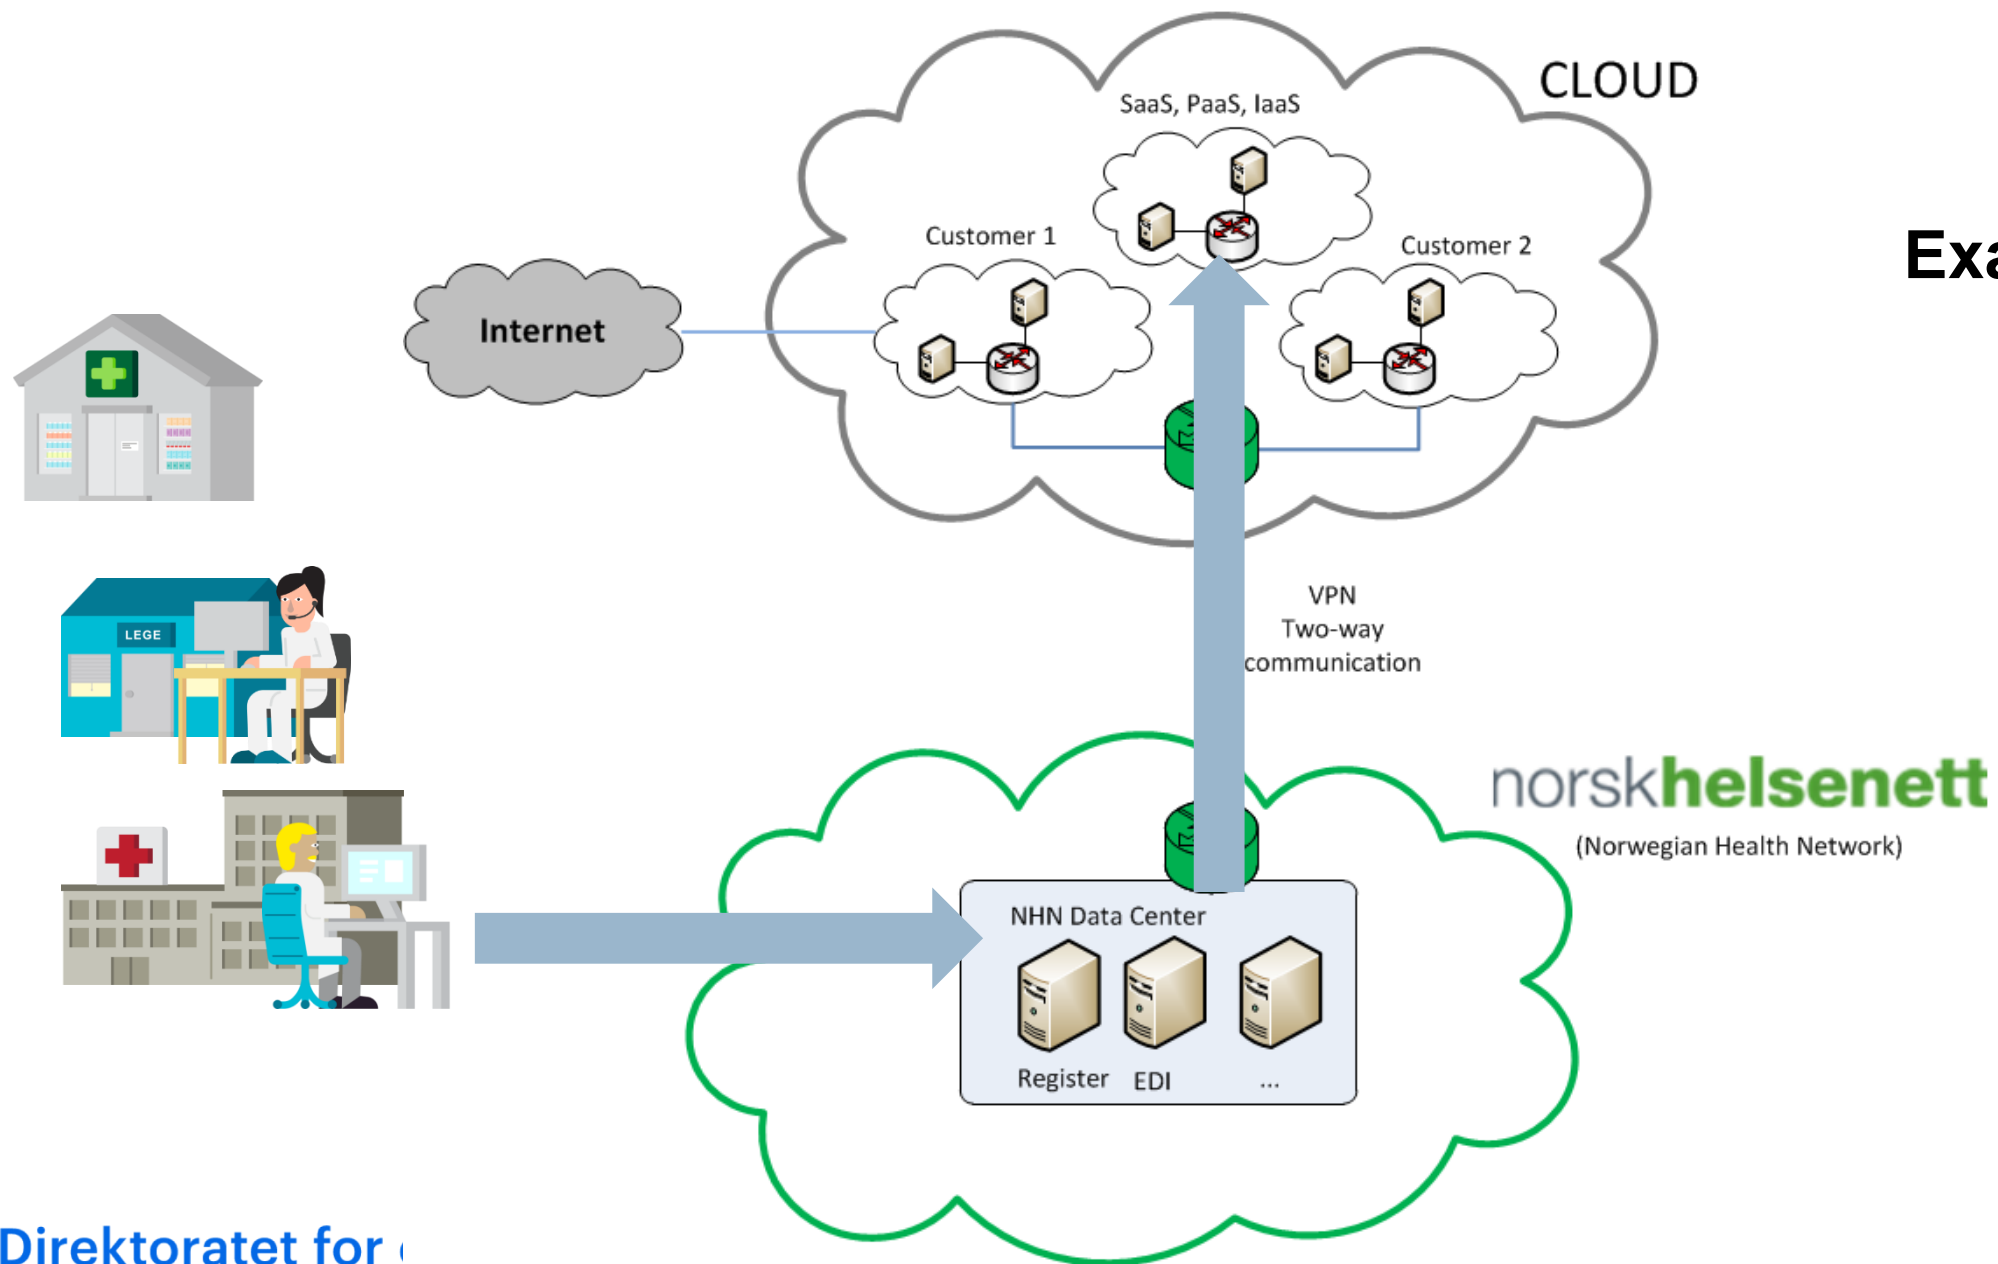 CLOUD
SaaS, PaaS, IaaS
Customer 1
Customer 2
Internet
LEGE
VPN
Two-way
communication
norskhelsenett
(Norwegian Health Network)
NHN Data Center
Register
EDI
...
Direktoratet for